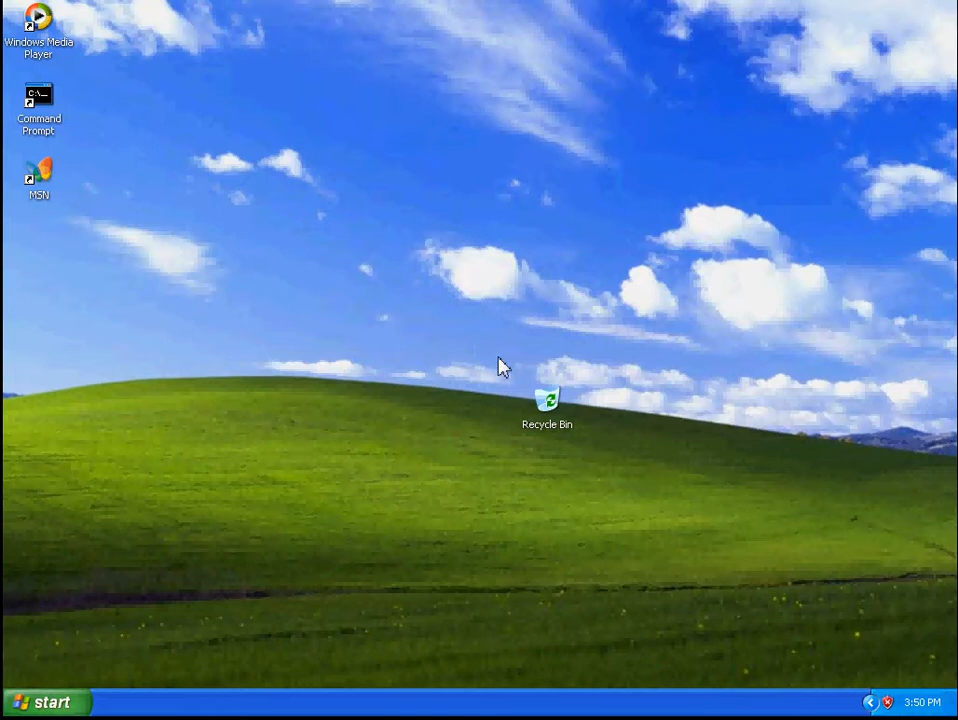 Windows Media
Player
C:\_
Command
Prompt
MSN
Recycle Bin
start
3:50 PM